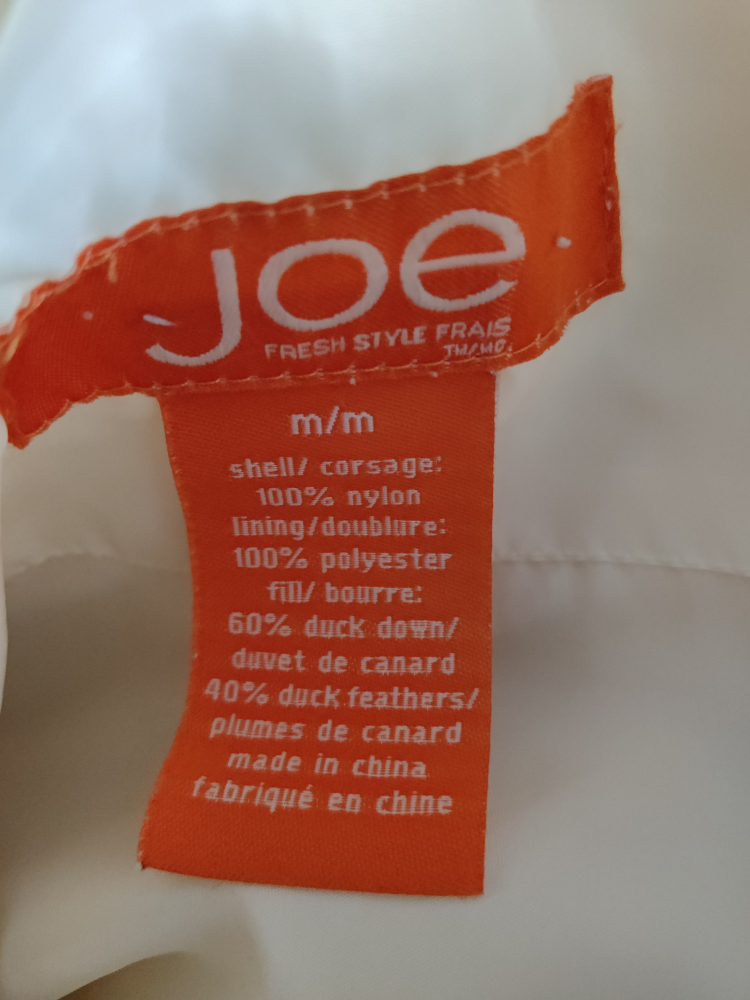 Joe
FRESH STYLE FRAIS
TM/MD.
m/m
shell/ corsage:
100% nylon
lining/doublure:
100% polyester
fill/ bourre:
60% duck down/
duvet de canard
40% duck feathers/
plumes de canard
made in china
fabriqué en chine